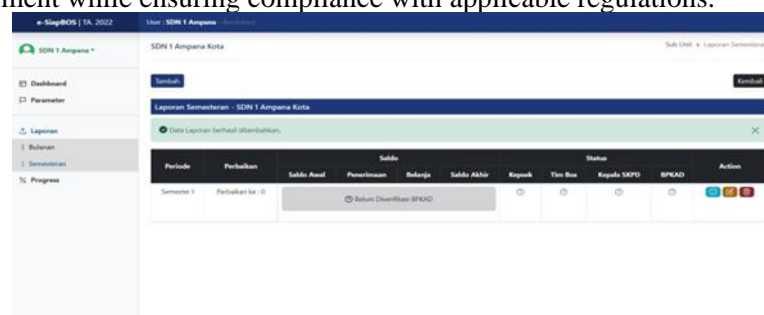 ment while ensuring compliance with applicable regulations.
e-SiapBOS | TA. 2022
User : SDN 1 Ampana -
SDN 1 Ampana
SDN 1 Ampana Kota
Sub Unit Laporan Semesteran
Dashboard
Parameter
Laporan
Bulanan
Semesteran
Progress
Tambah
Kembali
Laporan Semesteran - SDN 1 Ampana Kota
Data Laporan berhasil ditambahkan.
Periode Perbaikan Saldo Status Action
Saldo Awal Penerimaan Belanja Saldo Akhir Kepsek Tim Bos Kepala SKPD BPKAD
Semester I Perbaikan ke : 0 Belum Diverifikasi BPKAD